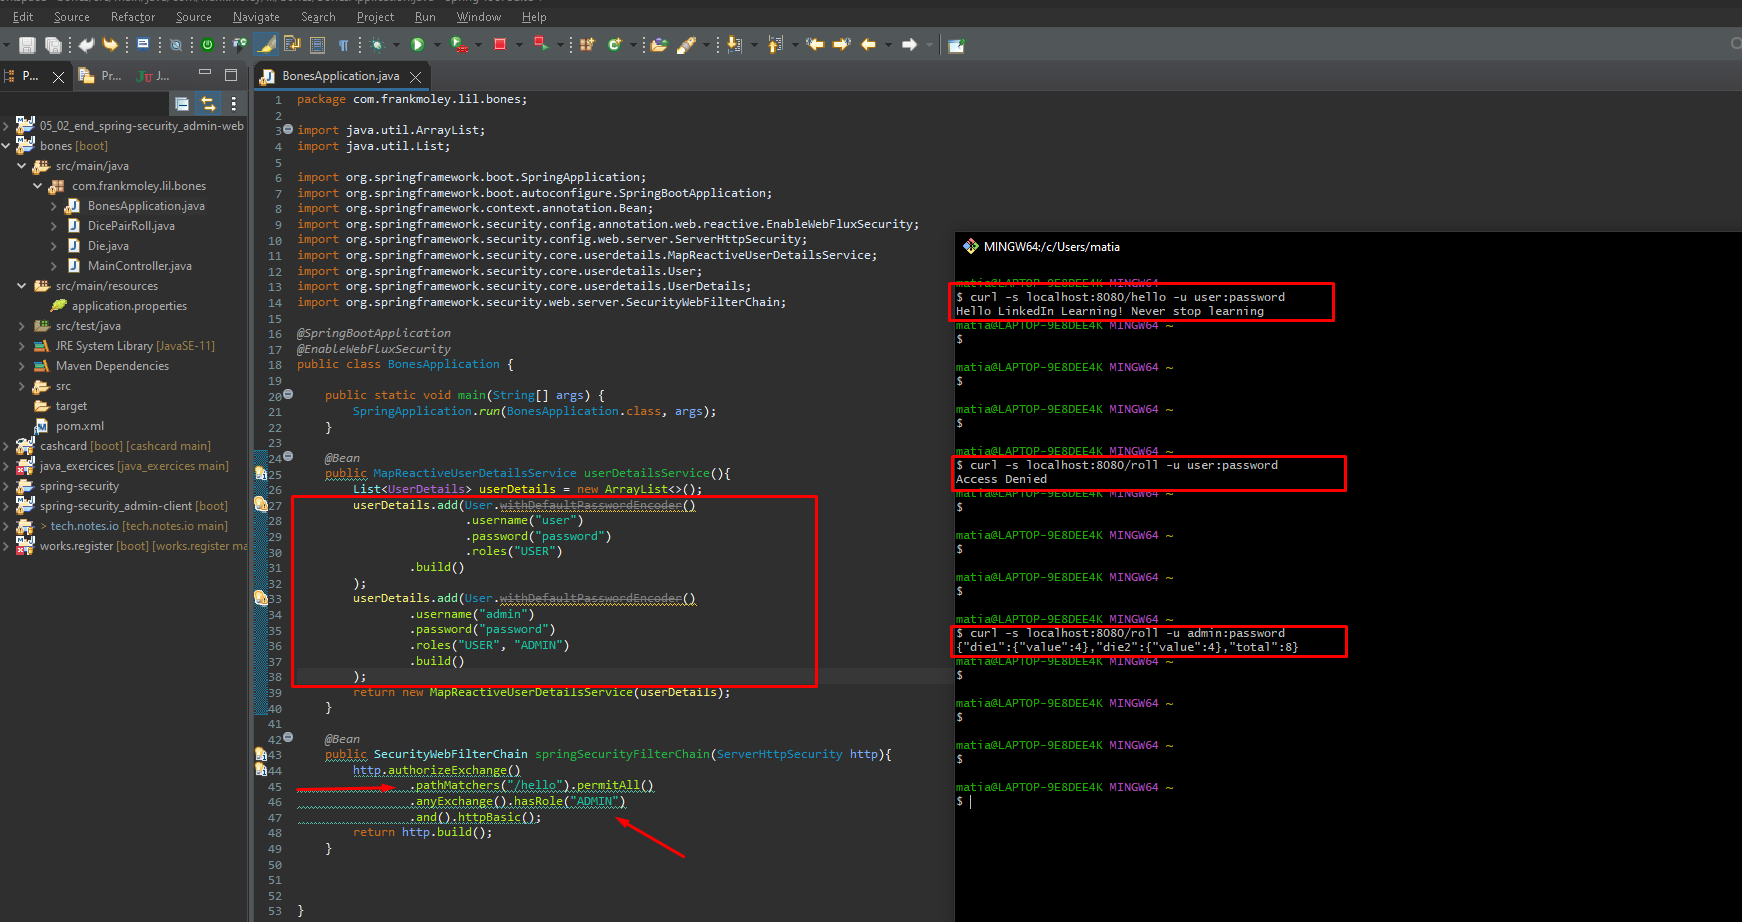 Edit Source Refactor Source Navigate Search Project Run Window Help
P... Pr... Ju J...
BonesApplication.java
05_02_end_spring-security_admin-web
bones [boot]
src/main/java
com.frankmoley.lil.bones
BonesApplication.java
DicePairRoll.java
Die.java
MainController.java
src/main/resources
application.properties
src/test/java
JRE System Library [JavaSE-11]
Maven Dependencies
src
target
pom.xml
cashcard [boot] [cashcard main]
java_exercices [java_exercices main]
spring-security
spring-security_admin-client [boot]
> tech.notes.io [tech.notes.io main]
works.register [boot] [works.register ma
1 package com.frankmoley.lil.bones;
2
3 import java.util.ArrayList;
4 import java.util.List;
5
6 import org.springframework.boot.SpringApplication;
7 import org.springframework.boot.autoconfigure.SpringBootApplication;
8 import org.springframework.context.annotation.Bean;
9 import org.springframework.security.config.annotation.web.reactive.EnableWebFluxSecurity;
10 import org.springframework.security.config.web.server.ServerHttpSecurity;
11 import org.springframework.security.core.userdetails.MapReactiveUserDetailsService;
12 import org.springframework.security.core.userdetails.User;
13 import org.springframework.security.core.userdetails.UserDetails;
14 import org.springframework.security.web.server.SecurityWebFilterChain;
15
16 @SpringBootApplication
17 @EnableWebFluxSecurity
18 public class BonesApplication {
19
20 public static void main(String[] args) {
21 SpringApplication.run(BonesApplication.class, args);
22 }
23
24 @Bean
25 public MapReactiveUserDetailsService userDetailsService(){
26 List<UserDetails> userDetails = new ArrayList<>();
27 userDetails.add(User.withDefaultPasswordEncoder()
28 .username("user")
29 .password("password")
30 .roles("USER")
31 .build()
32 );
33 userDetails.add(User.withDefaultPasswordEncoder()
34 .username("admin")
35 .password("password")
36 .roles("USER", "ADMIN")
37 .build()
38 );
39 return new MapReactiveUserDetailsService(userDetails);
40 }
41
42 @Bean
43 public SecurityWebFilterChain springSecurityFilterChain(ServerHttpSecurity http){
44 http.authorizeExchange()
45 .pathMatchers("/hello").permitAll()
46 .anyExchange().hasRole("ADMIN")
47 .and().httpBasic();
48 return http.build();
49 }
50
51
52
53 }
MINGW64:/c/Users/matia
matia@LAPTOP-9E8DEE4K MINGW64
$ curl -s localhost:8080/hello -u user:password
Hello LinkedIn Learning! Never stop learning
matia@LAPTOP-9E8DEE4K MINGW64 ~
$
matia@LAPTOP-9E8DEE4K MINGW64 ~
$
matia@LAPTOP-9E8DEE4K MINGW64 ~
$
matia@LAPTOP-9E8DEE4K MINGW64 ~
$ curl -s localhost:8080/roll -u user:password
Access Denied
matia@LAPTOP-9E8DEE4K MINGW64 ~
$
matia@LAPTOP-9E8DEE4K MINGW64 ~
$
matia@LAPTOP-9E8DEE4K MINGW64 ~
$
matia@LAPTOP-9E8DEE4K MINGW64 ~
$ curl -s localhost:8080/roll -u admin:password
{"die1":{"value":4},"die2":{"value":4},"total":8}
matia@LAPTOP-9E8DEE4K MINGW64 ~
$
matia@LAPTOP-9E8DEE4K MINGW64 ~
$
matia@LAPTOP-9E8DEE4K MINGW64 ~
$
matia@LAPTOP-9E8DEE4K MINGW64 ~
$